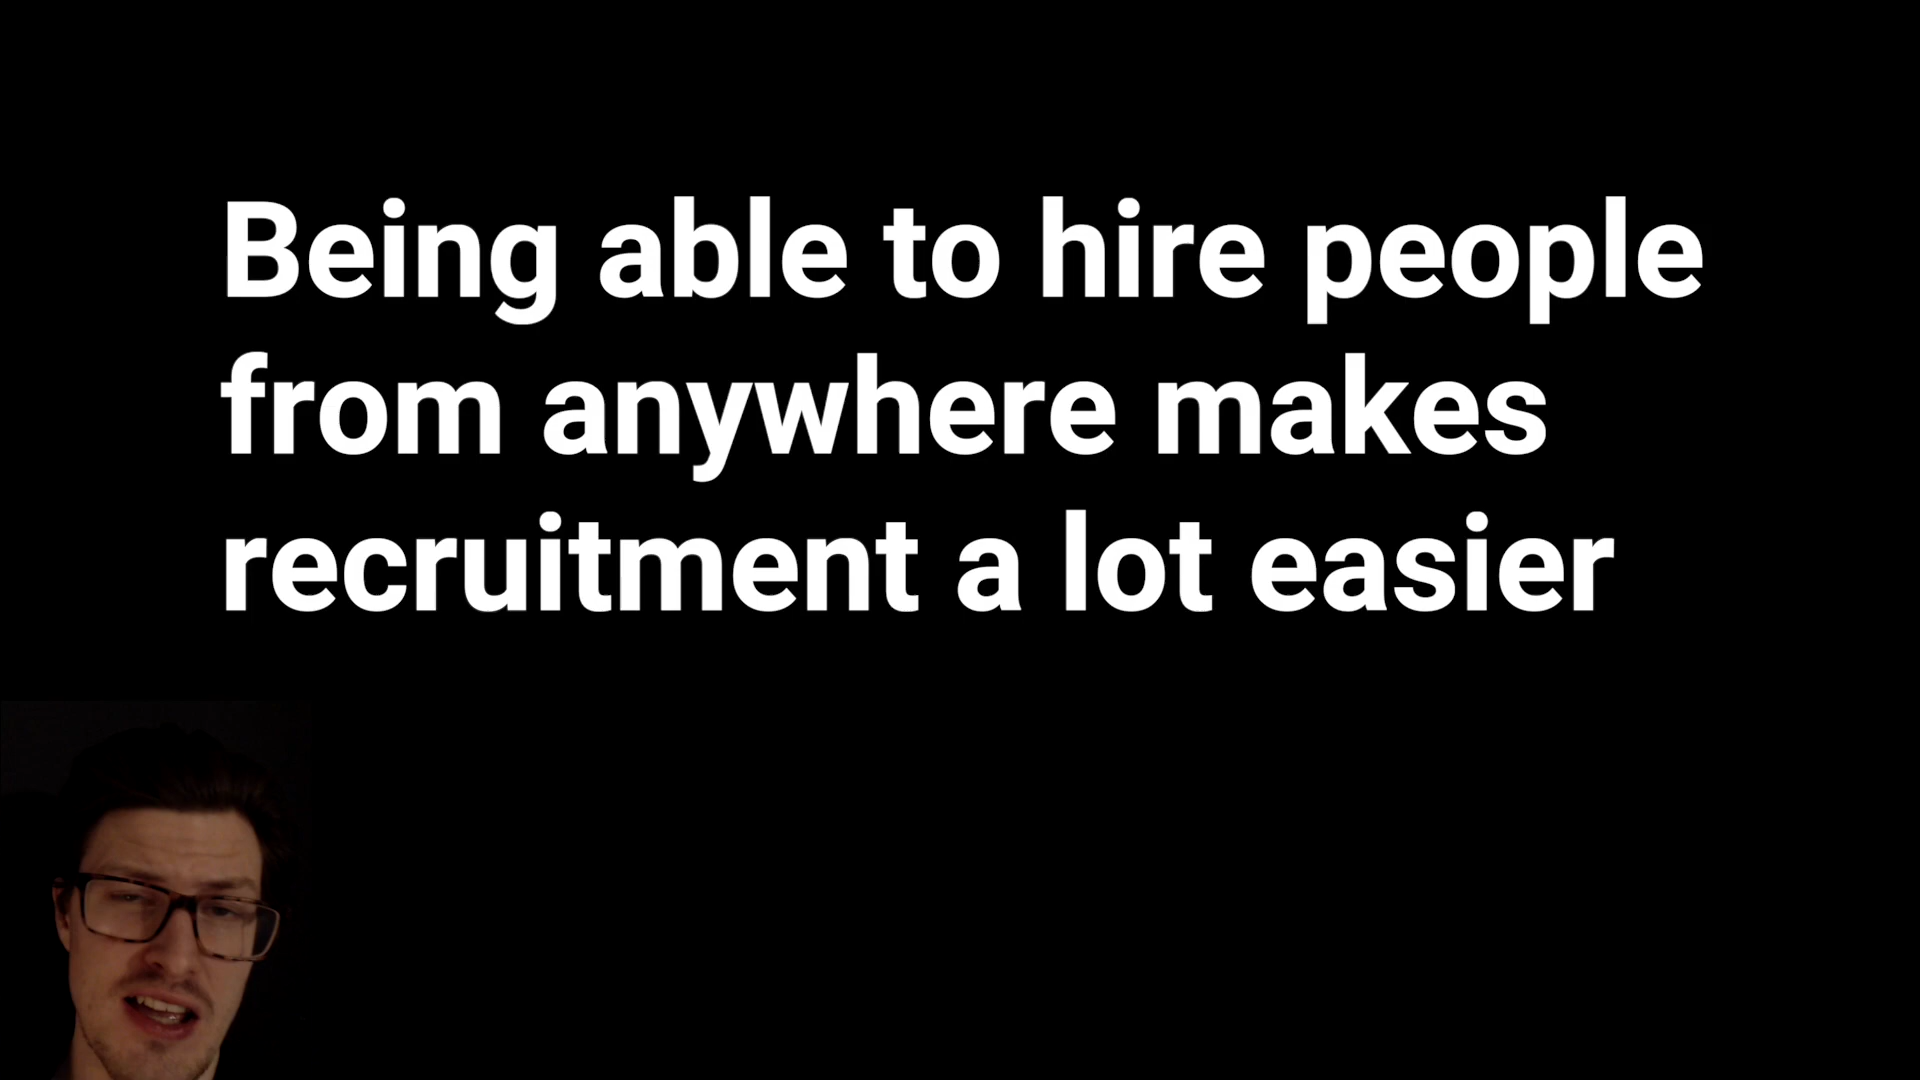 Being able to hire people
from anywhere makes
recruitment a lot easier